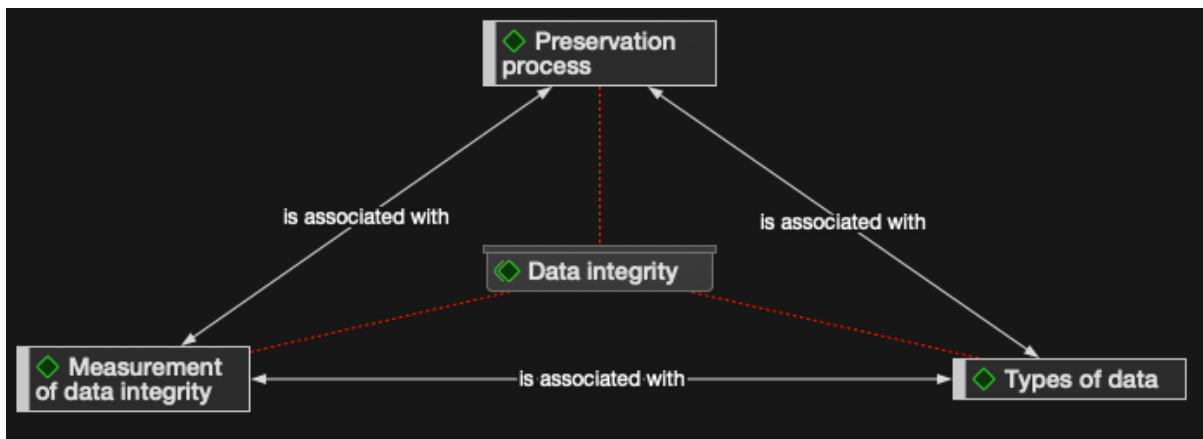 Preservation
process
is associated with
is associated with
Data integrity
Measurement
of data integrity
is associated with
Types of data